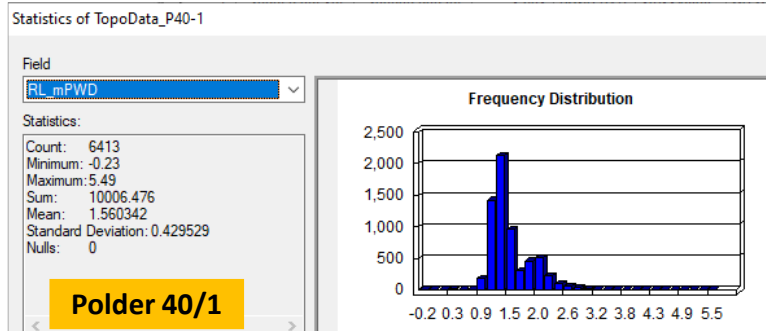 Statistics of TopoData_P40-1
Field
RL_mPWD
Statistics:
Count: 6413
Minimum: -0.23
Maximum: 5.49
Sum: 10006.476
Mean: 1.560342
Standard Deviation: 0.429529
Nulls: 0
Polder 40/1
Frequency Distribution
2,500
2,000
1,500
1,000
500
0
-0.2 0.3 0.9 1.5 2.0 2.6 3.2 3.8 4.3 4.9 5.5